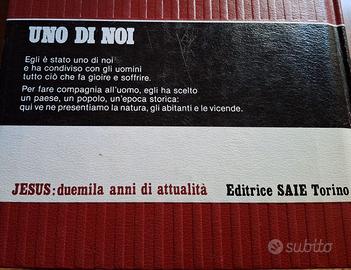 UNO DI NOI
Egli è stato uno di noi
e ha condiviso con gli uomini
tutto ciò che fa gioire e soffrire.
Per fare compagnia all'uomo, egli ha scelto
un paese, un popolo, un'epoca storica:
qui ve ne presentiamo la natura, gli abitanti e le vicende.
JESUS: duemila anni di attualità Editrice SAIE Torino
subito